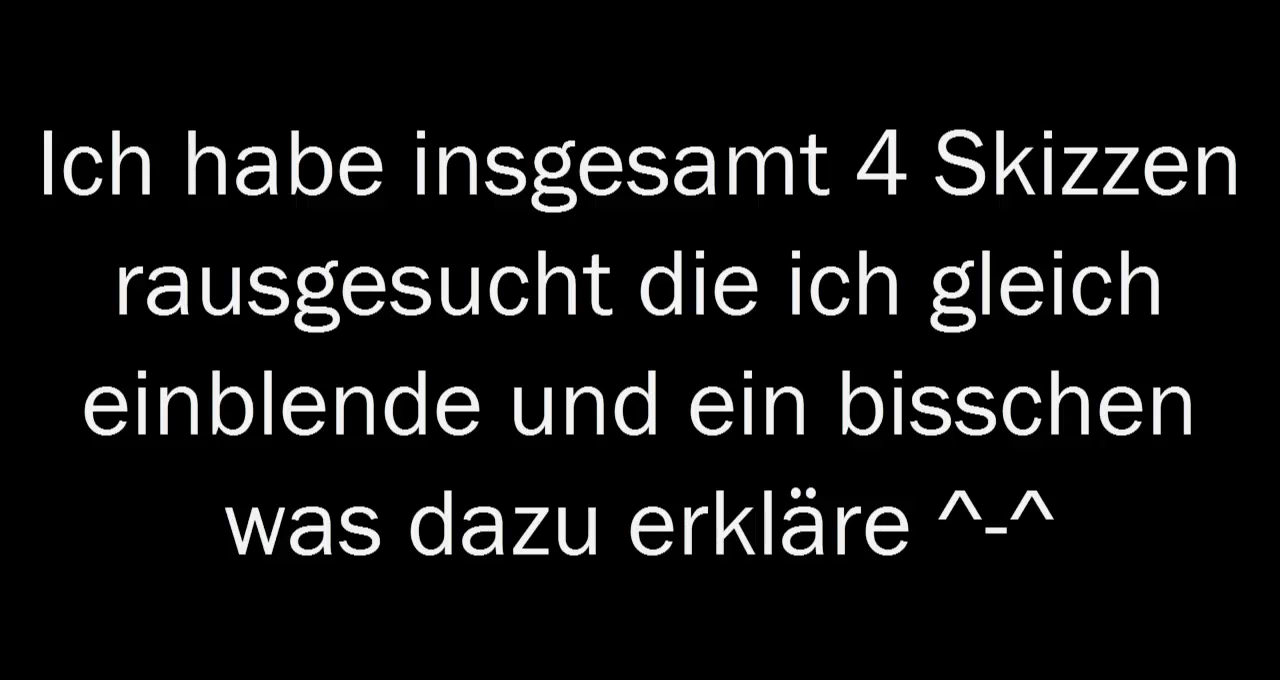 Ich habe insgesamt 4 Skizzen
rausgesucht die ich gleich
einblende und ein bisschen
was dazu erkläre ^-^